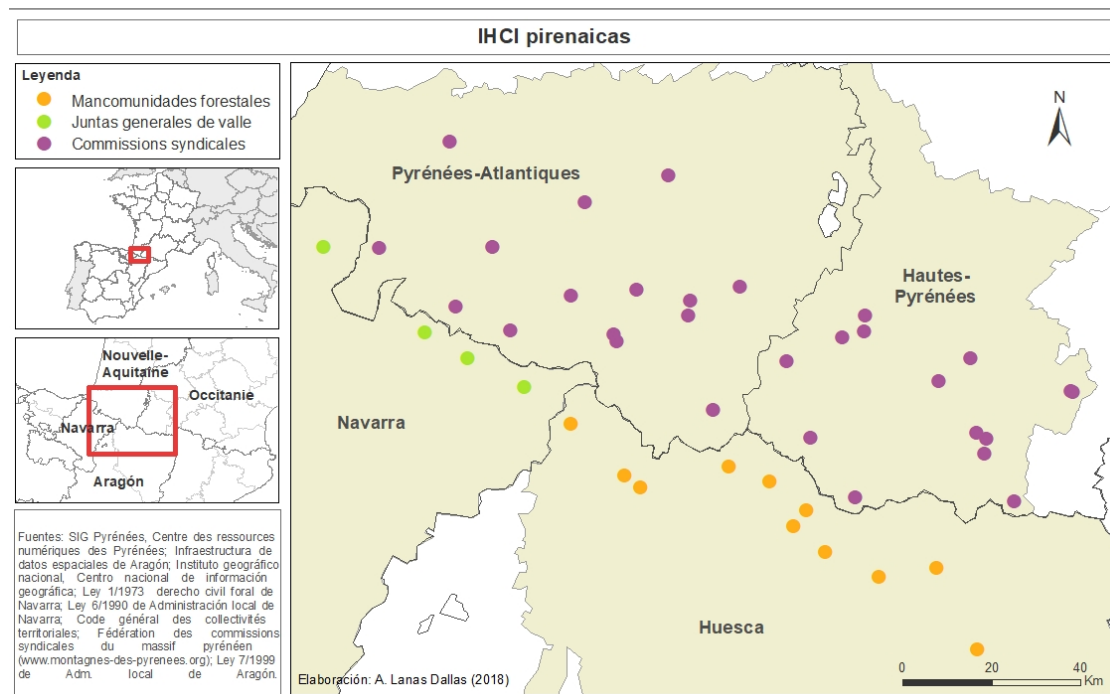 IHCI pirenaicas
Leyenda
Mancomunidades forestales
Juntas generales de valle
Commissions syndicales
Nouvelle-
Aquitaine
Occitanie
Navarra
Aragón
Fuentes: SIG Pyrénées, Centre des ressources
numériques des Pyrénées; Infraestructura de
datos espaciales de Aragón; Instituto geográfico
nacional, Centro nacional de información
geográfica; Ley 1/1973 derecho civil foral de
Navarra; Ley 6/1990 de Administración local de
Navarra; Code général des collectivités
territoriales; Fédération des commissions
syndicales du massif pyrénéen
(www.montagnes-des-pyrenees.org); Ley 7/1999
de Adm. local de Aragón.
N
Pyrénées-Atlantiques
Hautes-
Pyrénées
Navarra
Huesca
Elaboración: A. Lanas Dallas (2018)
0 20 40
Km